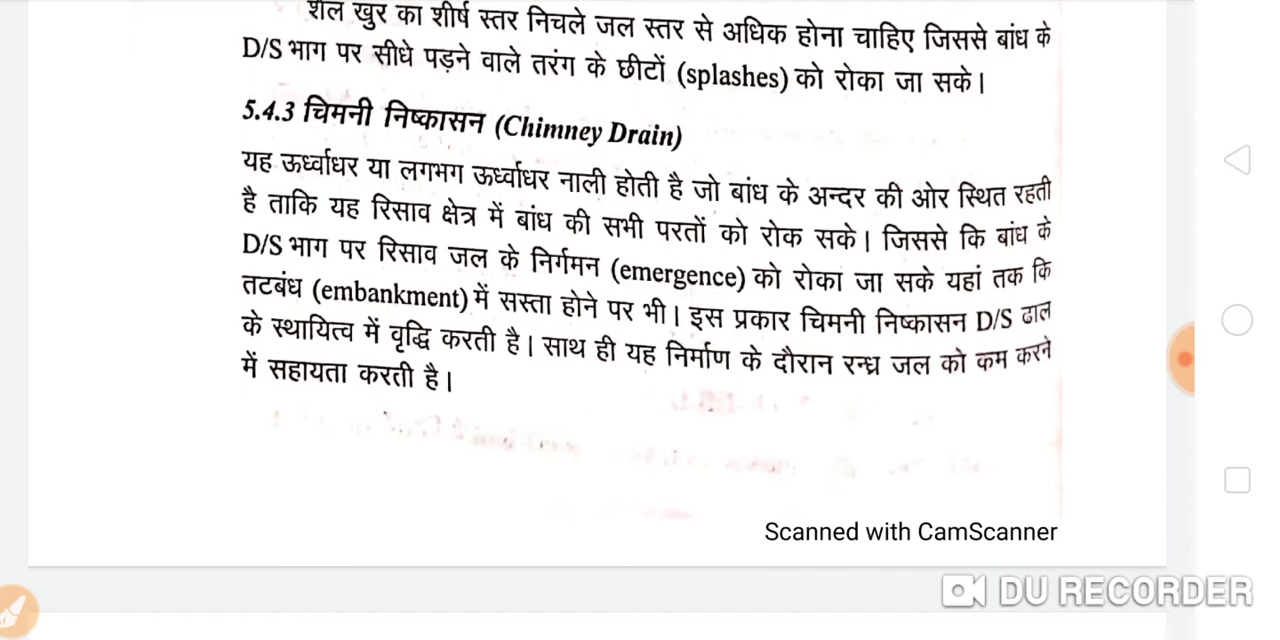 शैल खुर का शीर्ष स्तर निचले जल स्तर से अधिक होना चाहिए जिससे बांध के
D/S भाग पर सीधे पड़ने वाले तरंग के छीटों (splashes) को रोका जा सके।
5.4.3 चिमनी निष्कासन (Chimney Drain)
यह ऊर्ध्वाधर या लगभग ऊर्ध्वाधर नाली होती है जो बांध के अन्दर की ओर स्थित रहती
है ताकि यह रिसाव क्षेत्र में बांध की सभी परतों को रोक सके। जिससे कि बांध के
D/S भाग पर रिसाव जल के निर्गमन (emergence) को रोका जा सके यहां तक कि
तटबंध (embankment) में सस्ता होने पर भी। इस प्रकार चिमनी निष्कासन D/S ढाल
के स्थायित्व में वृद्धि करती है। साथ ही यह निर्माण के दौरान रन्ध्र जल को कम करने
में सहायता करती है।
Scanned with CamScanner
DU RECORDER